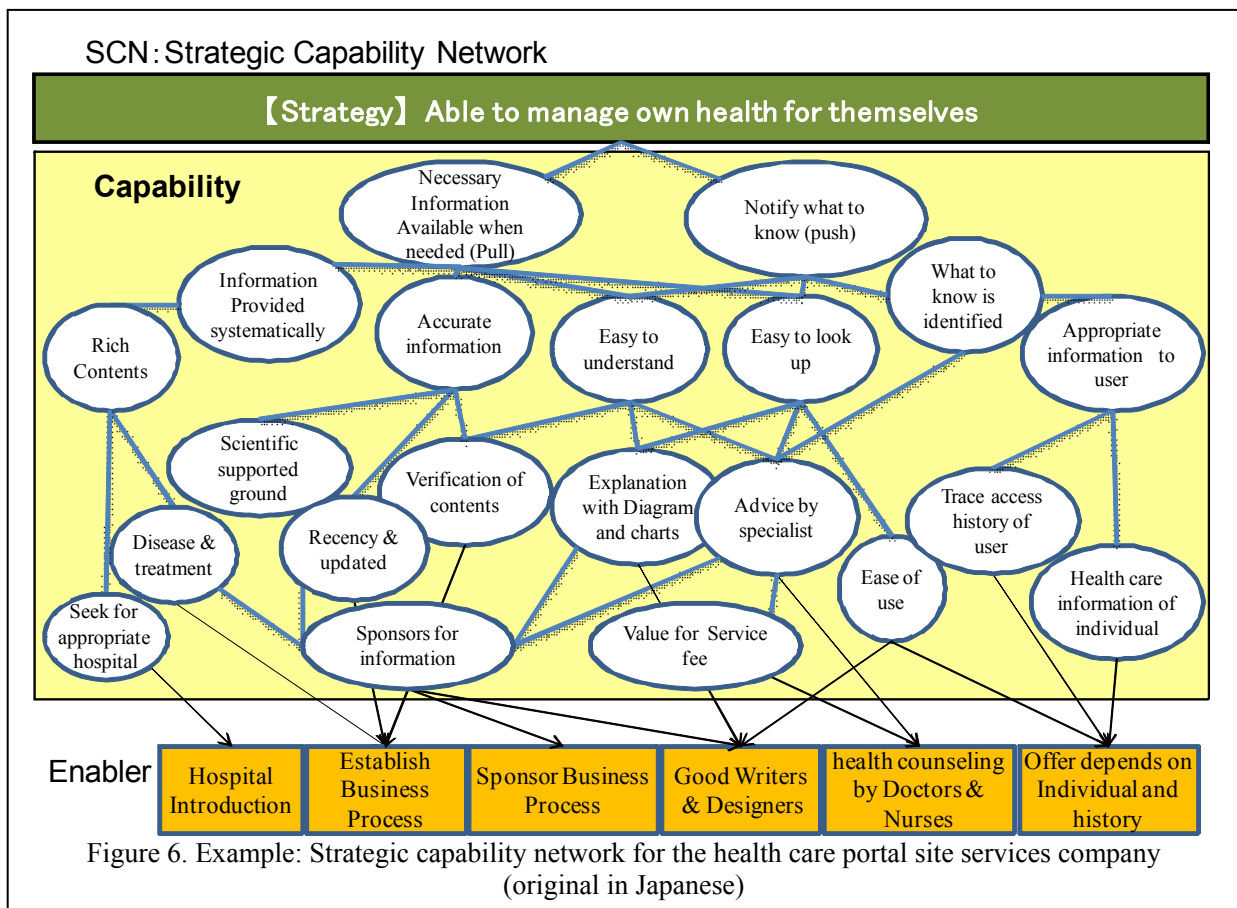 SCN：Strategic Capability Network
【Strategy】Able to manage own health for themselves
Capability
Necessary
Information
Available when
needed (Pull)
Notify what to
know (push)
Information
Provided
systematically
What to
know is
identified
Rich
Contents
Accurate
information
Easy to
understand
Easy to look
up
Appropriate
information to
user
Scientific
supported
ground
Verification of
contents
Explanation
with Diagram
and charts
Advice by
specialist
Trace access
history of
user
Disease &
treatment
Recency &
updated
Ease of
use
Health care
information of
individual
Seek for
appropriate
hospital
Sponsors for
information
Value for Service
fee
Enabler
Hospital
Introduction
Establish
Business
Process
Sponsor Business
Process
Good Writers
& Designers
health counseling
by Doctors &
Nurses
Offer depends on
Individual and
history
Figure 6. Example: Strategic capability network for the health care portal site services company
(original in Japanese)